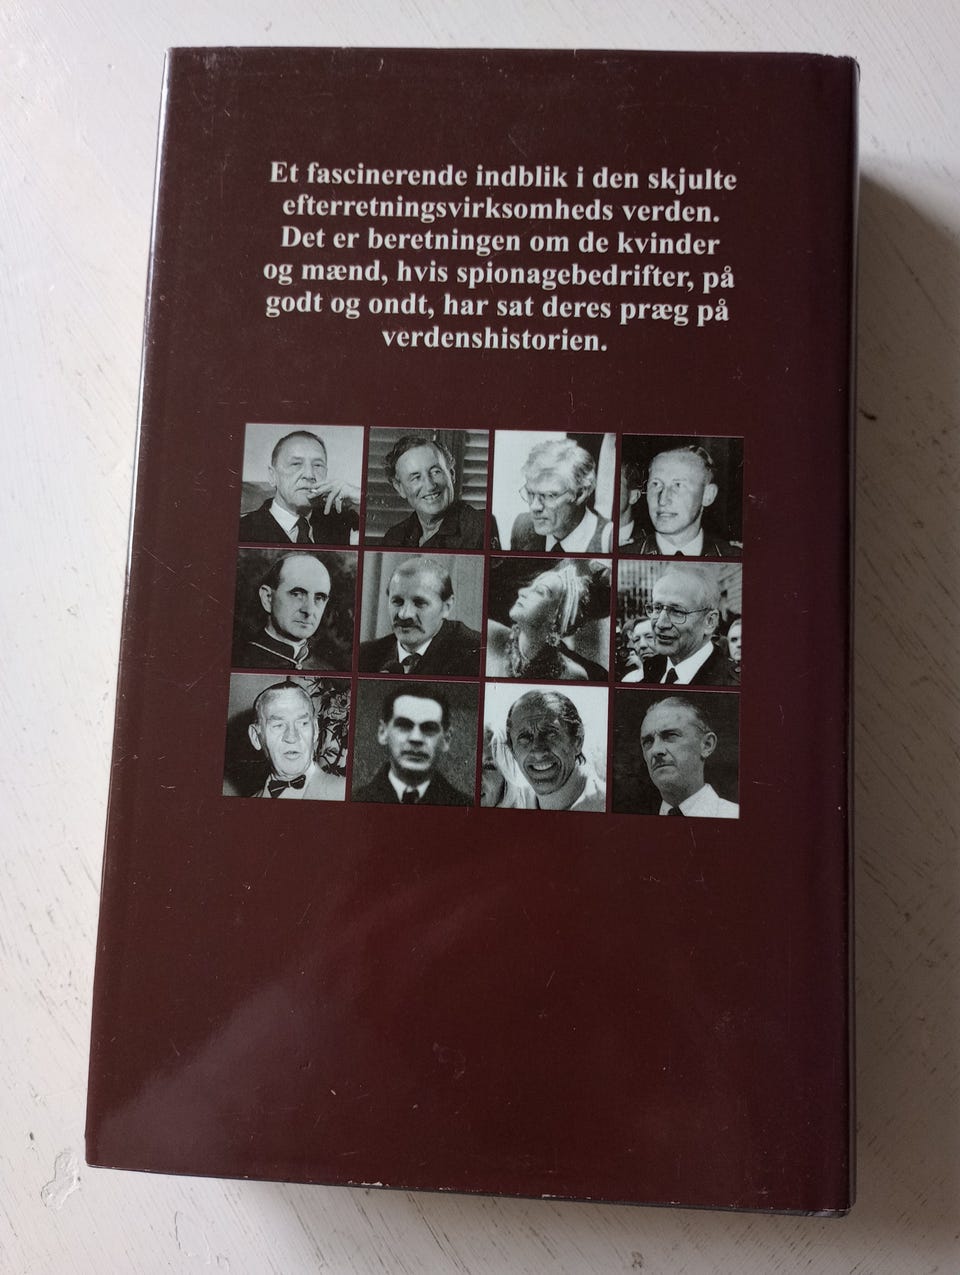 Et fascinerende indblik i den skjulte
efterretningsvirksomheds verden.
Det er beretningen om de kvinder
og mænd, hvis spionagebedrifter, på
godt og ondt, har sat deres præg på
verdenshistorien.